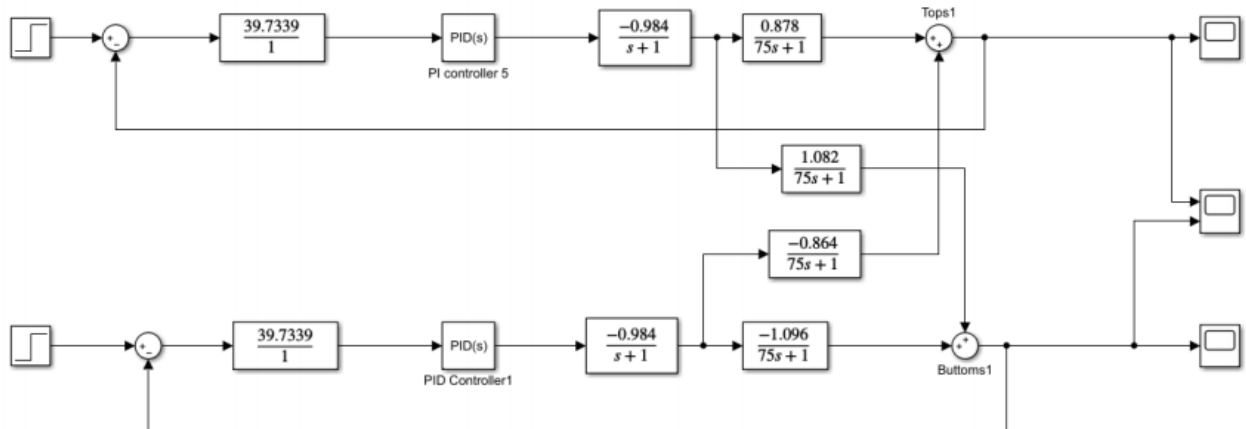 Tops1
+
−
39.7339
1
PID(s)
PI controller 5
−0.984
s + 1
0.878
75s + 1
+
+
1.082
75s + 1
−0.864
75s + 1
+
−
39.7339
1
PID(s)
PID Controller1
−0.984
s + 1
−1.096
75s + 1
+
+
Buttoms1